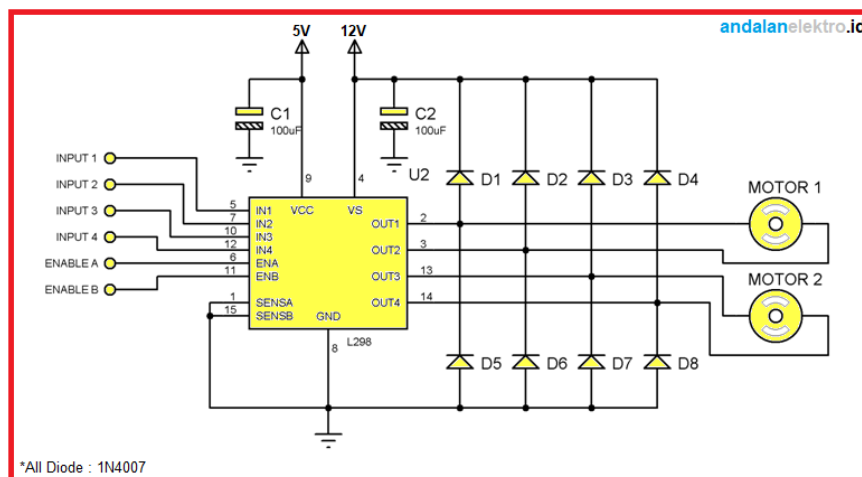 andalanelektro.id
5V
12V
C1
100uF
C2
100uF
INPUT 1
INPUT 2
INPUT 3
INPUT 4
ENABLE A
ENABLE B
9
4
U2
5
7
10
12
6
11
1
15
IN1
IN2
IN3
IN4
ENA
ENB
SENSA
SENSB
VCC
VS
OUT1
OUT2
OUT3
OUT4
GND
2
3
13
14
8
L298
D1
D2
D3
D4
D5
D6
D7
D8
MOTOR 1
MOTOR 2
*All Diode : 1N4007